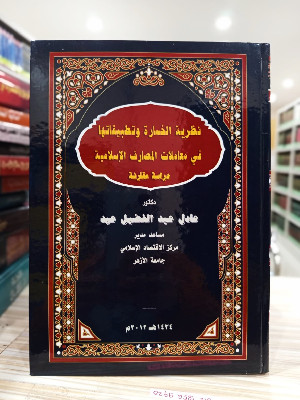 نظرية الخسارة وتطبيقاتها
في معاملات المصارف الإسلامية
دراسة مقارنة
دكتور
عادل عبد الفضيل عيد
مساعد مدير
مركز الاقتصاد الإسلامي
جامعة الأزهر
١٤٣٤هـ ٢٠١٢م